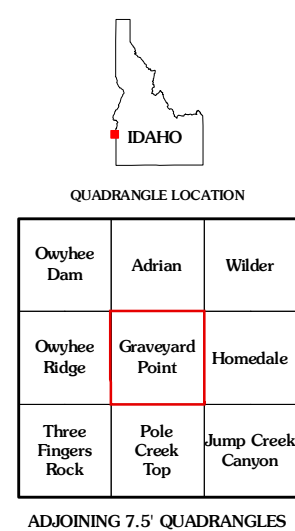 IDAHO
QUADRANGLE LOCATION
Owyhee
Dam
Adrian
Wilder
Owyhee
Ridge
Graveyard
Point
Homedale
Three
Fingers
Rock
Pole
Creek
Top
Jump Creek
Canyon
ADJOINING 7.5' QUADRANGLES